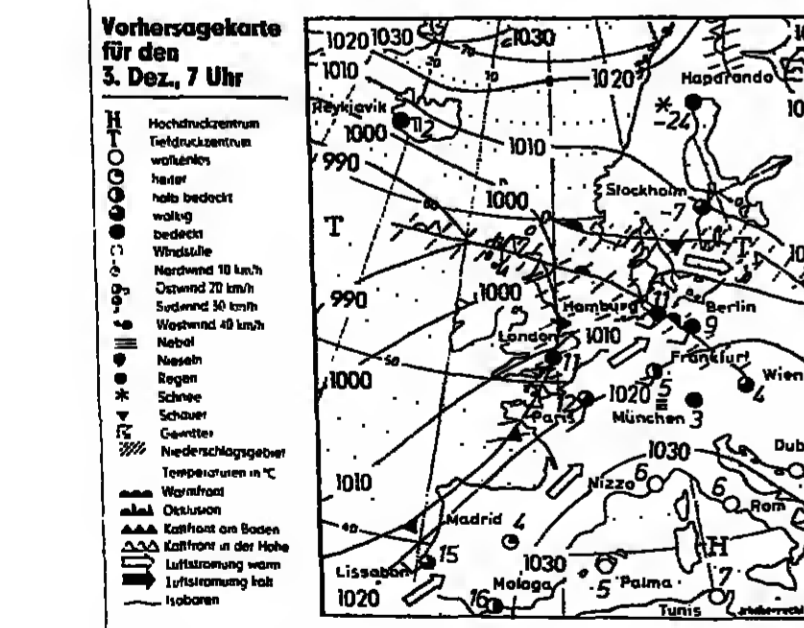 Vorhersagekarte
für den
3. Dez., 7 Uhr
H Hochdruckzentrum
T Tiefdruckzentrum
wolkenlos
heiter
halb bedeckt
wolkig
bedeckt
Windstille
Nordwind 10 km/h
Ostwind 20 km/h
Südwind 30 km/h
Westwind 40 km/h
Nebel
Nieseln
Regen
Schnee
Schauer
Gewitter
Niederschlagsgebiet
Temperaturen in °C
Warmfront
Okklusion
Kaltfront am Boden
Kaltfront in der Höhe
Luftströmung warm
Luftströmung kalt
Isobaren
1020 1030 1030
1010 1020 Haparanda
-24
Reykjavik 2
1000 1010
990
1000 Stockholm
-7
T T
990 1000 Hamburg 11 Berlin
9
London 1010
11 Frankfurt
1000 5 Wien
12 1020 4
Paris München 3
1030 Dub
1010 Nizza 6 6 Rom
Madrid 4
H
15 1030
Lissabon 5 Palma 7
1020 Malaga
16 Tunis